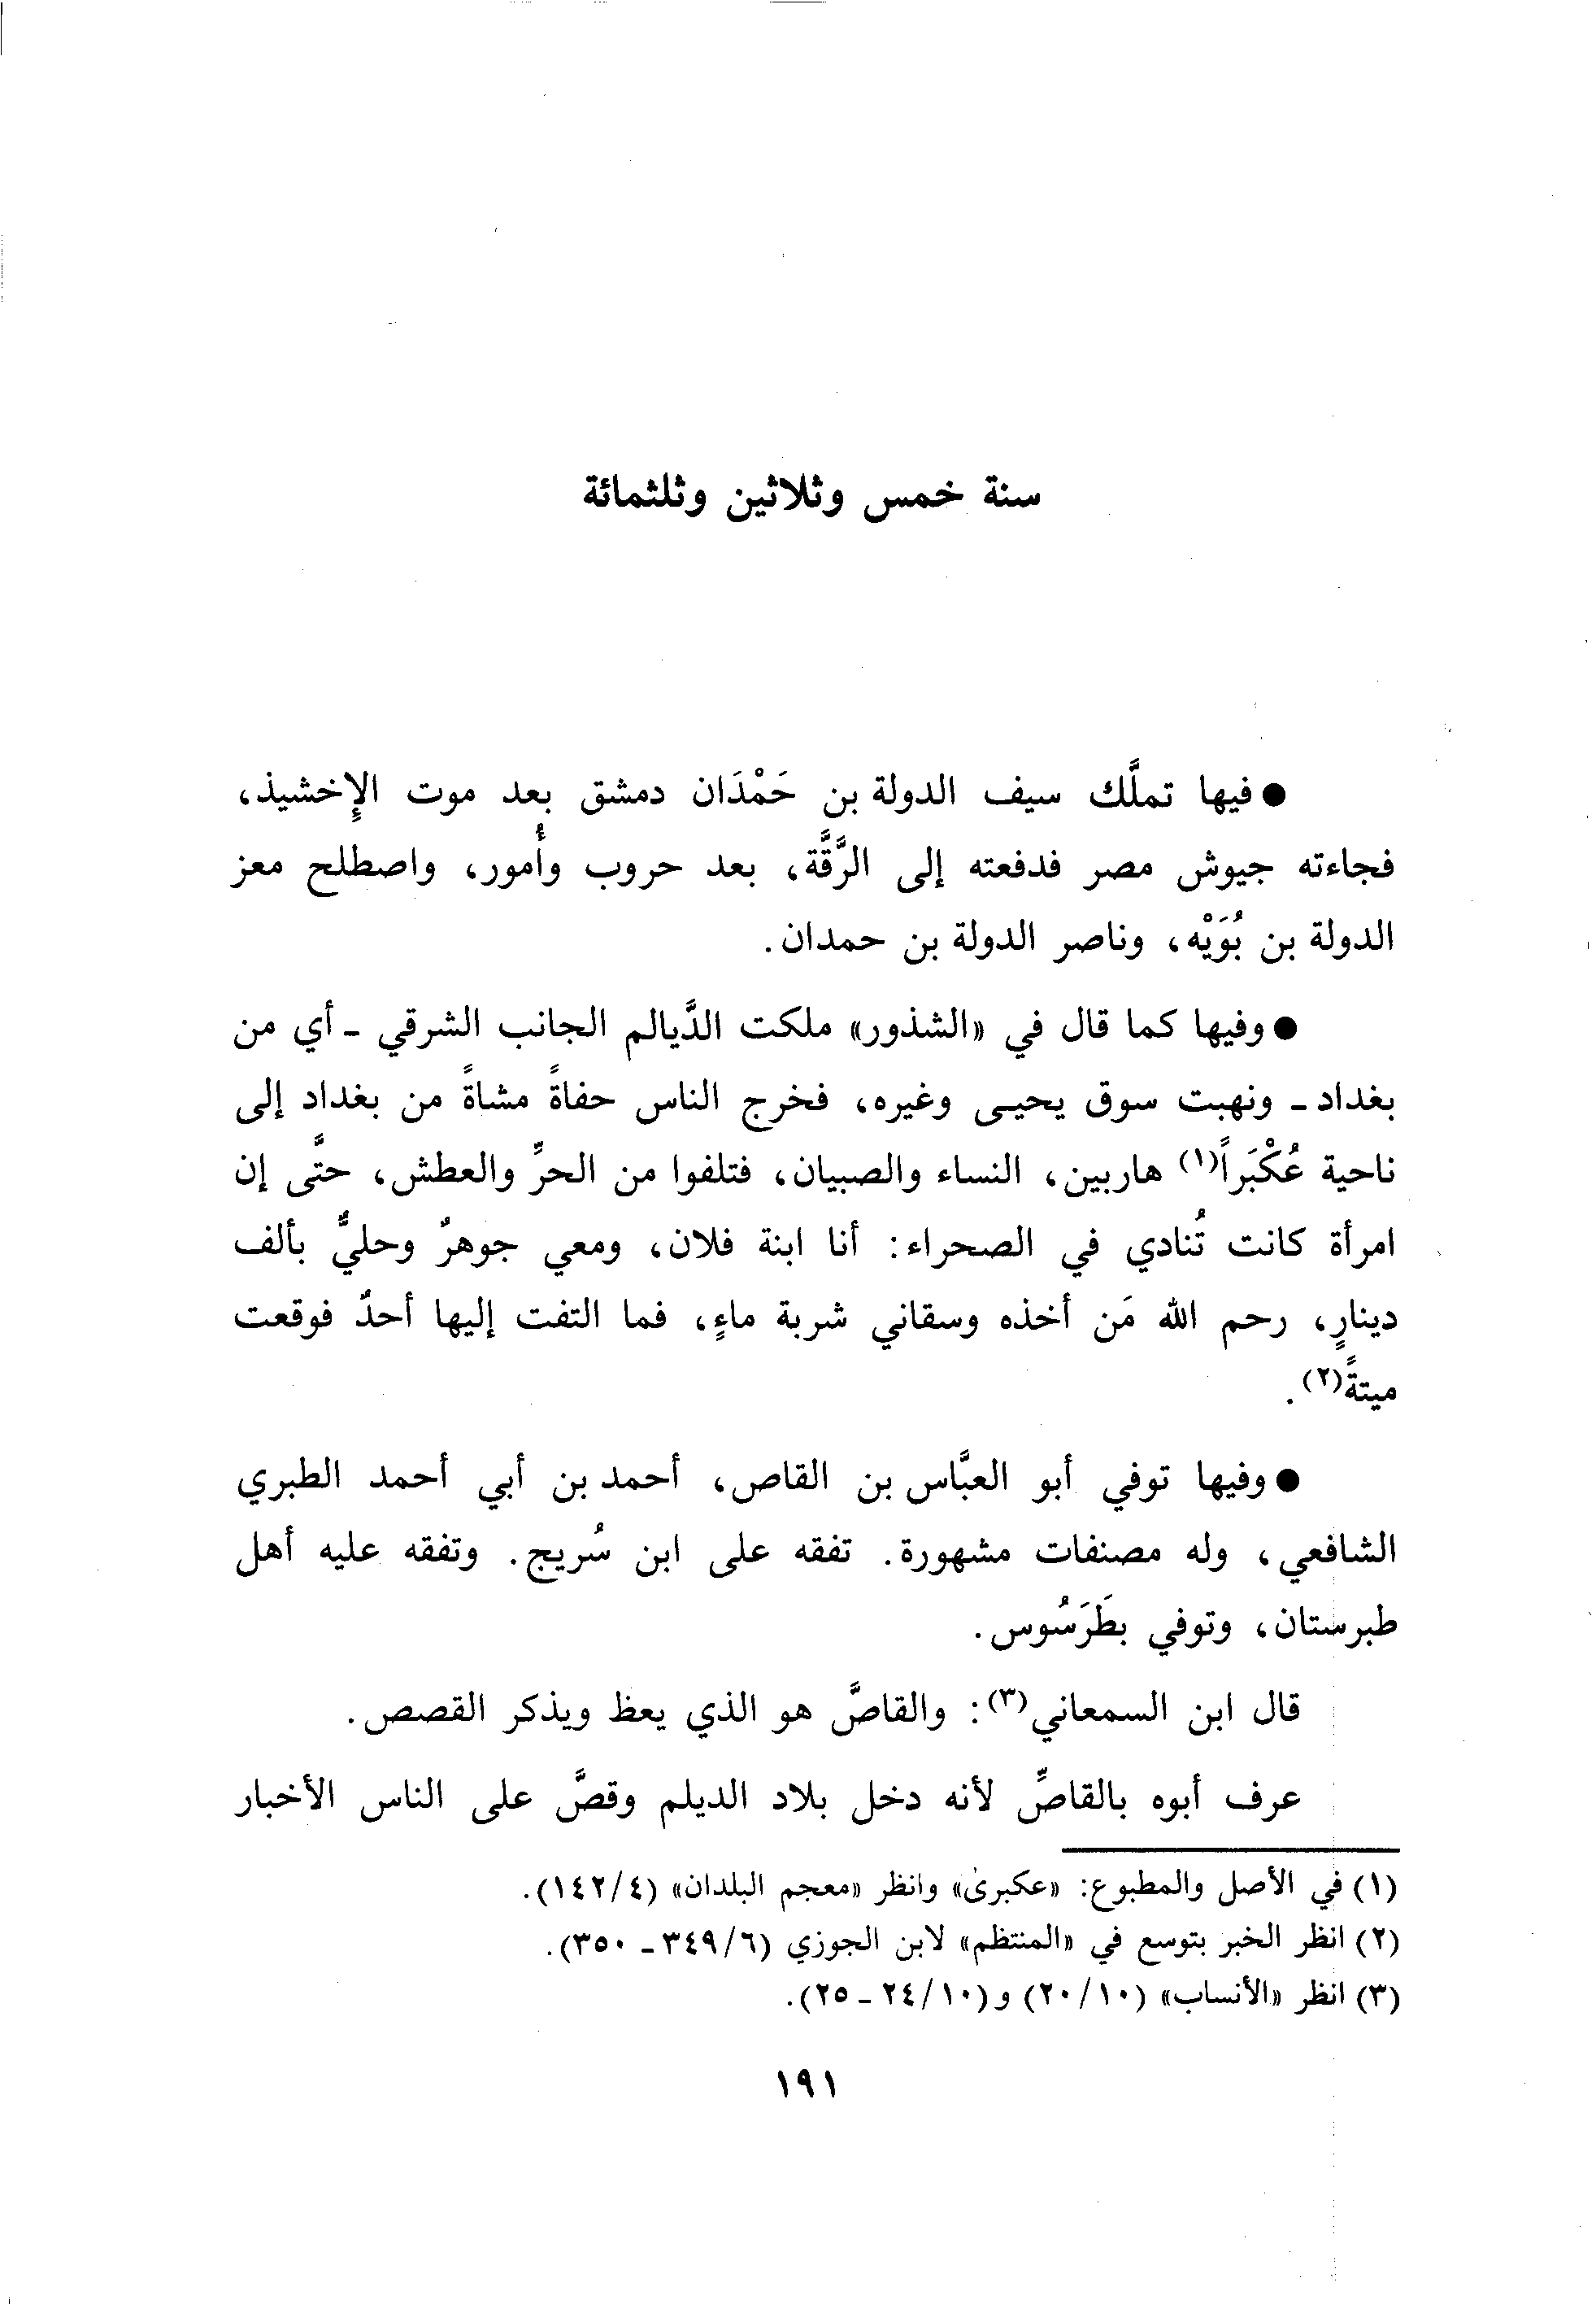 سنة خمس وثلاثين وثلثمائة
● فيها تملَّك سيف الدولة بن حَمْدَان دمشق بعد موت الإِخشيذ،
فجاءته جيوش مصر فدفعته إلى الرَّقَّة، بعد حروب وأُمور، واصطلح معز
الدولة بن بُوَيْه، وناصر الدولة بن حمدان.
● وفيها كما قال في «الشذور» ملكت الدَّيالم الجانب الشرقي - أي من
بغداد - ونهبت سوق يحيـى وغيره، فخرج الناس حفاةً مشاةً من بغداد إلى
ناحية عُكْبَراً(١) هاربين، النساء والصبيان، فتلفوا من الحرِّ والعطش، حتَّى إن
امرأة كانت تُنادي في الصحراء: أنا ابنة فلان، ومعي جوهرٌ وحليٌّ بألف
دينارٍ، رحم الله مَن أخذه وسقاني شربة ماءٍ، فما التفت إليها أحدٌ فوقعت
ميتةً(٢).
● وفيها توفي أبو العبَّاس بن القاص، أحمد بن أبي أحمد الطبري
الشافعي، وله مصنفات مشهورة. تفقه على ابن سُريج. وتفقه عليه أهل
طبرستان، وتوفي بطَرَسُوس.
قال ابن السمعاني(٣): والقاصَّ هو الذي يعظ ويذكر القصص.
عرف أبوه بالقاصِّ لأنه دخل بلاد الديلم وقصَّ على الناس الأخبار
(١) في الأصل والمطبوع: «عكبرىٰ» وانظر «معجم البلدان» (٤/١٤٢).
(٢) انظر الخبر بتوسع في «المنتظم» لابن الجوزي (٦/٣٤٩ - ٣٥٠).
(٣) انظر «الأنساب» (١٠/٢٠) و(١٠/٢٤ - ٢٥).
١٩١